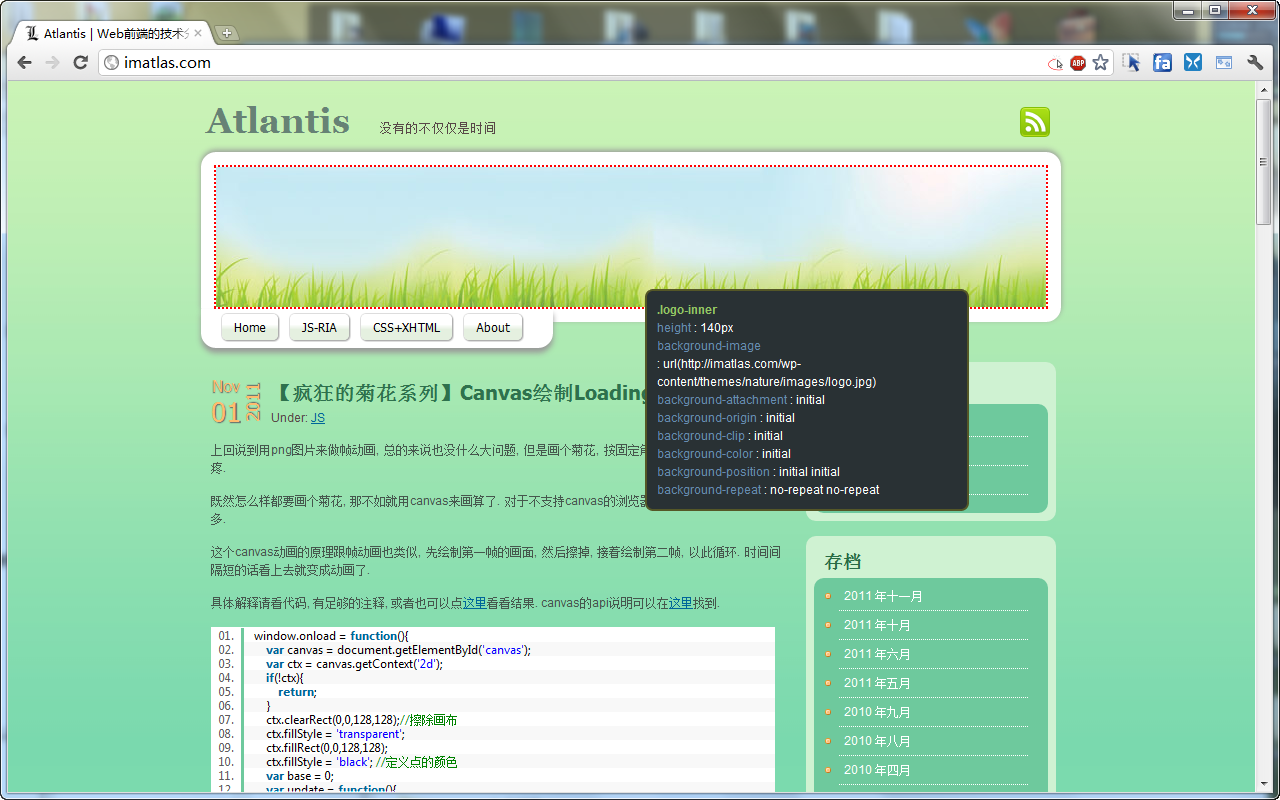 Atlantis | Web前端的技术
imatlas.com
ABP
Atlantis
没有的不仅仅是时间
Home
JS-RIA
CSS+XHTML
About
.logo-inner
height : 140px
background-image
: url(http://imatlas.com/wp-
content/themes/nature/images/logo.jpg)
background-attachment : initial
background-origin : initial
background-clip : initial
background-color : initial
background-position : initial initial
background-repeat : no-repeat no-repeat
Nov
01
2011
【疯狂的菊花系列】Canvas绘制Loading
Under: JS
上回说到用png图片来做帧动画, 总的来说也没什么大问题, 但是画个菊花, 按固定
疼.
既然怎么样都要画个菊花, 那不如就用canvas来画算了. 对于不支持canvas的浏览器
多.
这个canvas动画的原理跟帧动画也类似, 先绘制第一帧的画面, 然后擦掉, 接着绘制第二帧, 以此循环. 时间间
隔短的话看上去就变成动画了.
具体解释请看代码, 有足够的注释, 或者也可以点这里看看结果. canvas的api说明可以在这里找到.
01. window.onload = function(){
02. var canvas = document.getElementById('canvas');
03. var ctx = canvas.getContext('2d');
04. if(!ctx){
05. return;
06. }
07. ctx.clearRect(0,0,128,128);//擦除画布
08. ctx.fillStyle = 'transparent';
09. ctx.fillRect(0,0,128,128);
10. ctx.fillStyle = 'black'; //定义点的颜色
11. var base = 0;
12. var update = function(){
存档
2011 年十一月
2011 年十月
2011 年六月
2011 年五月
2010 年九月
2010 年八月
2010 年四月